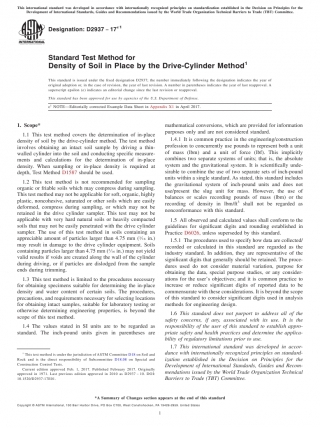 This international standard was developed in accordance with internationally recognized principles on standardization established in the Decision on Principles for the
Development of International Standards, Guides and Recommendations issued by the World Trade Organization Technical Barriers to Trade (TBT) Committee.
Designation: D2937 − 17
Standard Test Method for
Density of Soil in Place by the Drive-Cylinder Method1
This standard is issued under the fixed designation D2937; the number immediately following the designation indicates the year of
original adoption or, in the case of revision, the year of last revision. A number in parentheses indicates the year of last reapproval. A
superscript epsilon (ε) indicates an editorial change since the last revision or reapproval.
This standard has been approved for use by agencies of the U.S. Department of Defense.
NOTE—Editorially corrected Example Data Sheet in Appendix X1 in April 2017.
1. Scope*
1.1 This test method covers the determination of in-place
density of soil by the drive-cylinder method. The test method
involves obtaining an intact soil sample by driving a thin-
walled cylinder into the soil and conducting specific measure-
ments and calculations for the determination of in-place
density. When sampling or in-place density is required at
depth, Test Method D1587 should be used.
1.2 This test method is not recommended for sampling
organic or friable soils which may compress during sampling.
This test method may not be applicable for soft, organic, highly
plastic, noncohesive, saturated or other soils which are easily
deformed, compress during sampling, or which may not be
retained in the drive cylinder sampler. This test may not be
applicable with very hard natural soils or heavily compacted
soils that may not be easily penetrated with the drive cylinder
sampler. The use of this test method in soils containing an
appreciable amount of particles larger than 4.75 mm (3/16 in.)
may result in damage to the drive cylinder equipment. Soils
containing particles larger than 4.75 mm (3/16 in.) may not yield
valid results if voids are created along the wall of the cylinder
during driving, or if particles are dislodged from the sample
ends during trimming.
1.3 This test method is limited to the procedures necessary
for obtaining specimens suitable for determining the in-place
density and water content of certain soils. The procedures,
precautions, and requirements necessary for selecting locations
for obtaining intact samples, suitable for laboratory testing or
otherwise determining engineering properties, is beyond the
scope of this test method.
1.4 The values stated in SI units are to be regarded as
standard. The inch-pound units given in parentheses are
mathematical conversions, which are provided for information
purposes only and are not considered standard.
1.4.1 It is common practice in the engineering/construction
profession to concurrently use pounds to represent both a unit
of mass (lbm) and a unit of force (lbf). This implicitly
combines two separate systems of units; that is, the absolute
system and the gravitational system. It is scientifically unde-
sirable to combine the use of two separate sets of inch-pound
units within a single standard. As stated, this standard includes
the gravitational system of inch-pound units and does not
use/present the slug unit for mass. However, the use of
balances or scales recording pounds of mass (lbm) or the
recording of density in lbm/ft3 shall not be regarded as
nonconformance with this standard.
1.5 All observed and calculated values shall conform to the
guidelines for significant digits and rounding established in
Practice D6026, unless superseded by this standard.
1.5.1 The procedures used to specify how data are collected/
recorded or calculated in this standard are regarded as the
industry standard. In addition, they are representative of the
significant digits that generally should be retained. The proce-
dures used do not consider material variation, purpose for
obtaining the data, special purpose studies, or any consider-
ations for the user's objectives; and it is common practice to
increase or reduce significant digits of reported data to be
commensurate with these considerations. It is beyond the scope
of this standard to consider significant digits used in analysis
methods for engineering design.
1.6 This standard does not purport to address all of the
safety concerns, if any, associated with its use. It is the
responsibility of the user of this standard to establish appro-
priate safety and health practices and determine the applica-
bility of regulatory limitations prior to use.
1.7 This international standard was developed in accor-
dance with internationally recognized principles on standard-
ization established in the Decision on Principles for the
Development of International Standards, Guides and Recom-
mendations issued by the World Trade Organization Technical
Barriers to Trade (TBT) Committee.
1 This test method is under the jurisdiction of ASTM Committee D18 on Soil and
Rock and is the direct responsibility of Subcommittee D18.08 on Special and
Construction Control Tests.
Current edition approved Feb. 1, 2017. Published February 2017. Originally
approved in 1971. Last previous edition approved in 2010 as D2937 – 10. DOI:
*A Summary of Changes section appears at the end of this standard
Copyright © ASTM International, 100 Barr Harbor Drive, PO Box C700, West Conshohocken, PA 19428-2959. United States
1